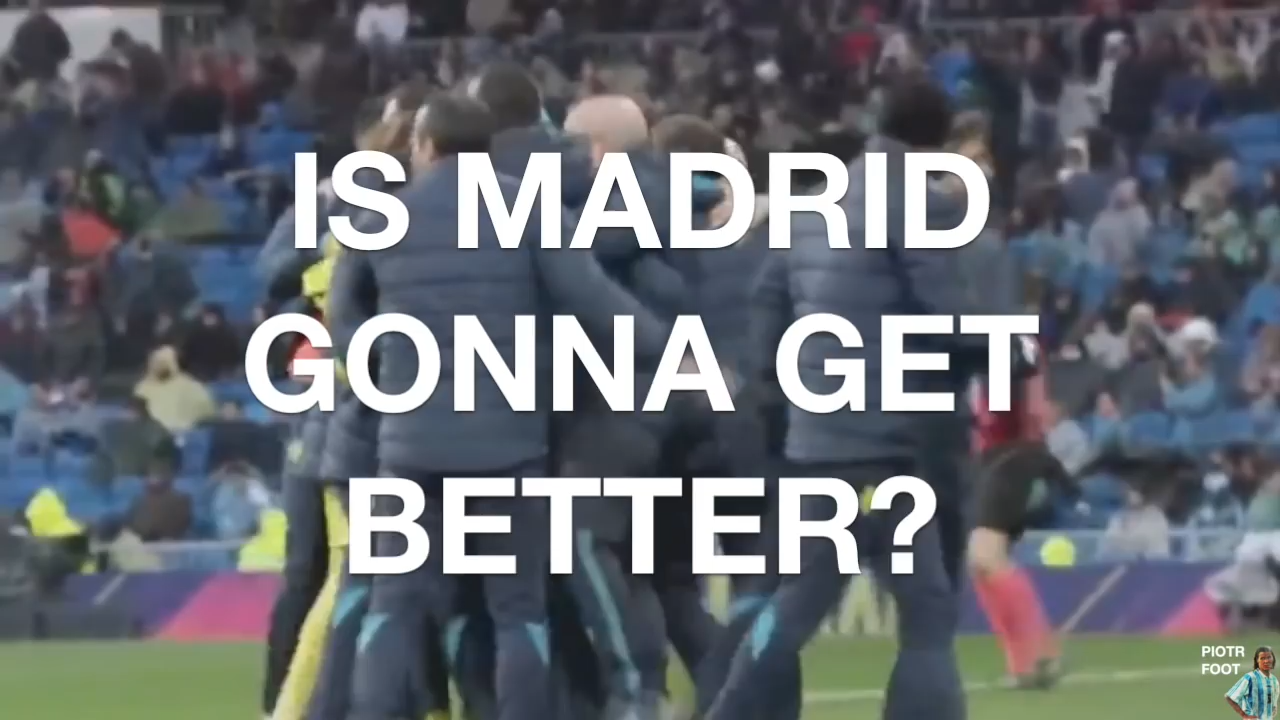 IS MADRID
GONNA GET
BETTER?
PIOTR
FOOT